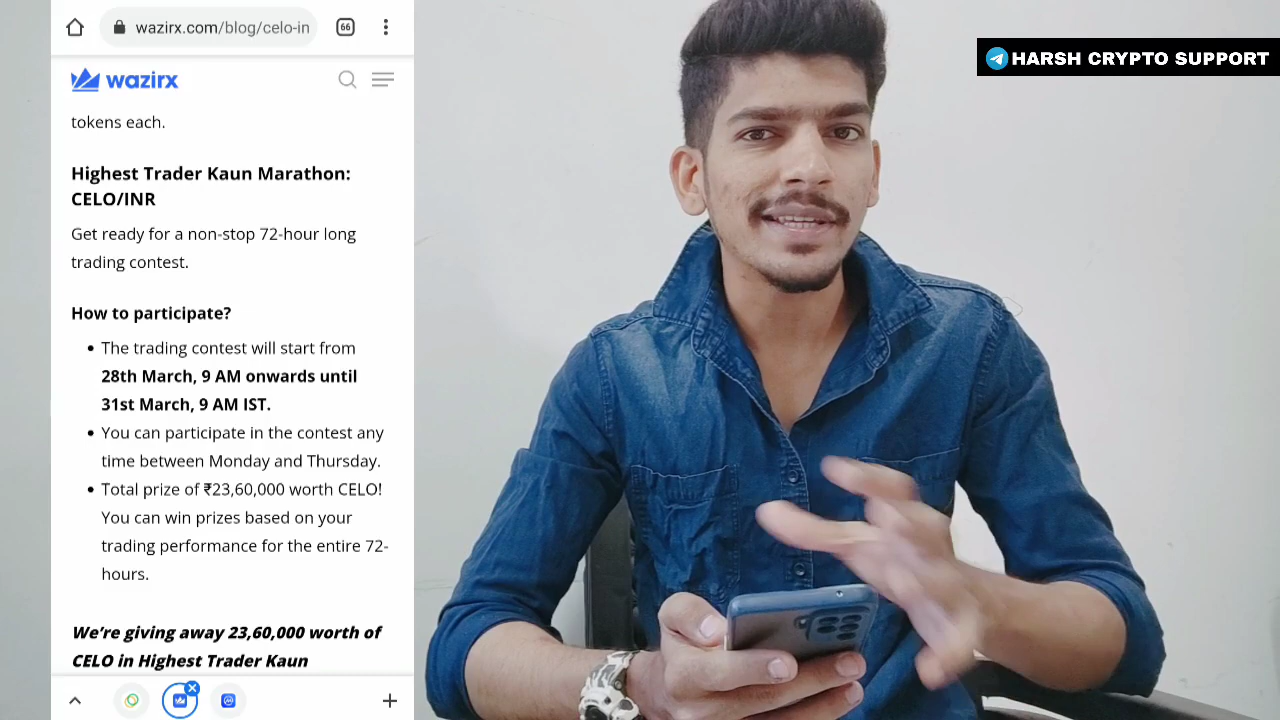 wazirx.com/blog/celo-in
66
wazirx
tokens each.
Highest Trader Kaun Marathon:
CELO/INR
Get ready for a non-stop 72-hour long
trading contest.
How to participate?
The trading contest will start from
28th March, 9 AM onwards until
31st March, 9 AM IST.
You can participate in the contest any
time between Monday and Thursday.
Total prize of ₹23,60,000 worth CELO!
You can win prizes based on your
trading performance for the entire 72-
hours.
We’re giving away 23,60,000 worth of
CELO in Highest Trader Kaun
HARSH CRYPTO SUPPORT